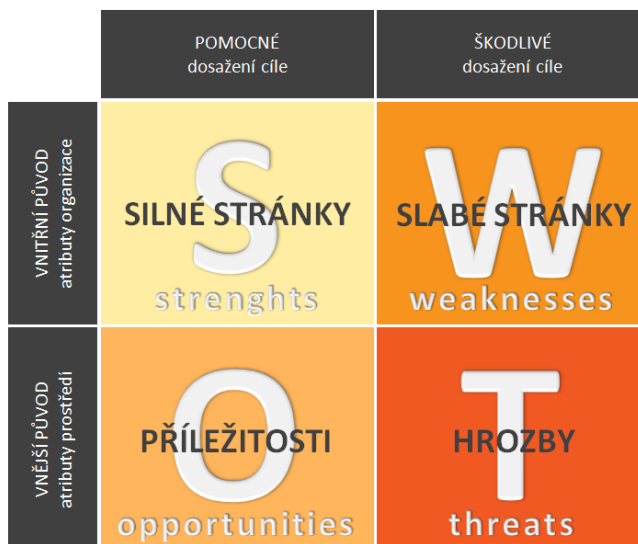 POMOCNÉ
dosažení cíle
ŠKODLIVÉ
dosažení cíle
VNITŘNÍ PŮVOD
atributy organizace
S
SILNÉ STRÁNKY
strenghts
W
SLABÉ STRÁNKY
weaknesses
VNĚJŠÍ PŮVOD
atributy prostředí
O
PŘÍLEŽITOSTI
opportunities
T
HROZBY
threats